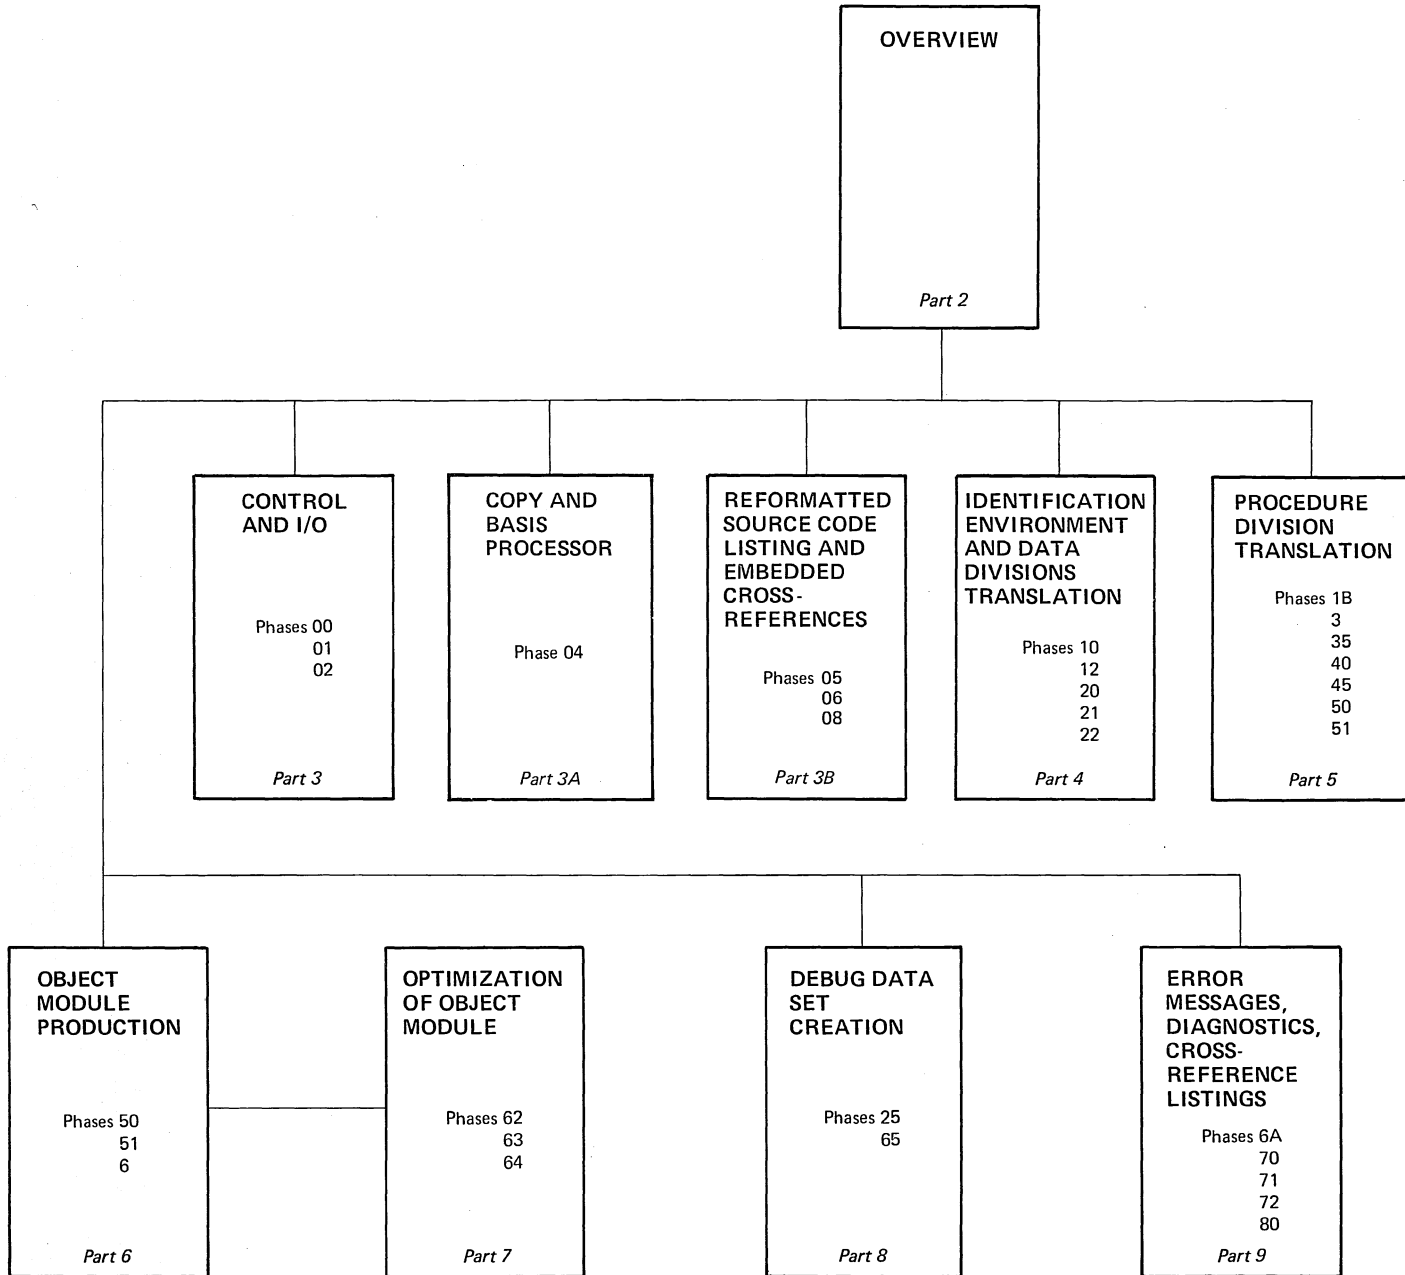 OVERVIEW
Part 2
CONTROL
AND I/O
Phases 00
01
02
Part 3
COPY AND
BASIS
PROCESSOR
Phase 04
Part 3A
REFORMATTED
SOURCE CODE
LISTING AND
EMBEDDED
CROSS-
REFERENCES
Phases 05
06
08
Part 3B
IDENTIFICATION
ENVIRONMENT
AND DATA
DIVISIONS
TRANSLATION
Phases 10
12
20
21
22
Part 4
PROCEDURE
DIVISION
TRANSLATION
Phases 1B
3
35
40
45
50
51
Part 5
OBJECT
MODULE
PRODUCTION
Phases 50
51
6
Part 6
OPTIMIZATION
OF OBJECT
MODULE
Phases 62
63
64
Part 7
DEBUG DATA
SET
CREATION
Phases 25
65
Part 8
ERROR
MESSAGES,
DIAGNOSTICS,
CROSS-
REFERENCE
LISTINGS
Phases 6A
70
71
72
80
Part 9